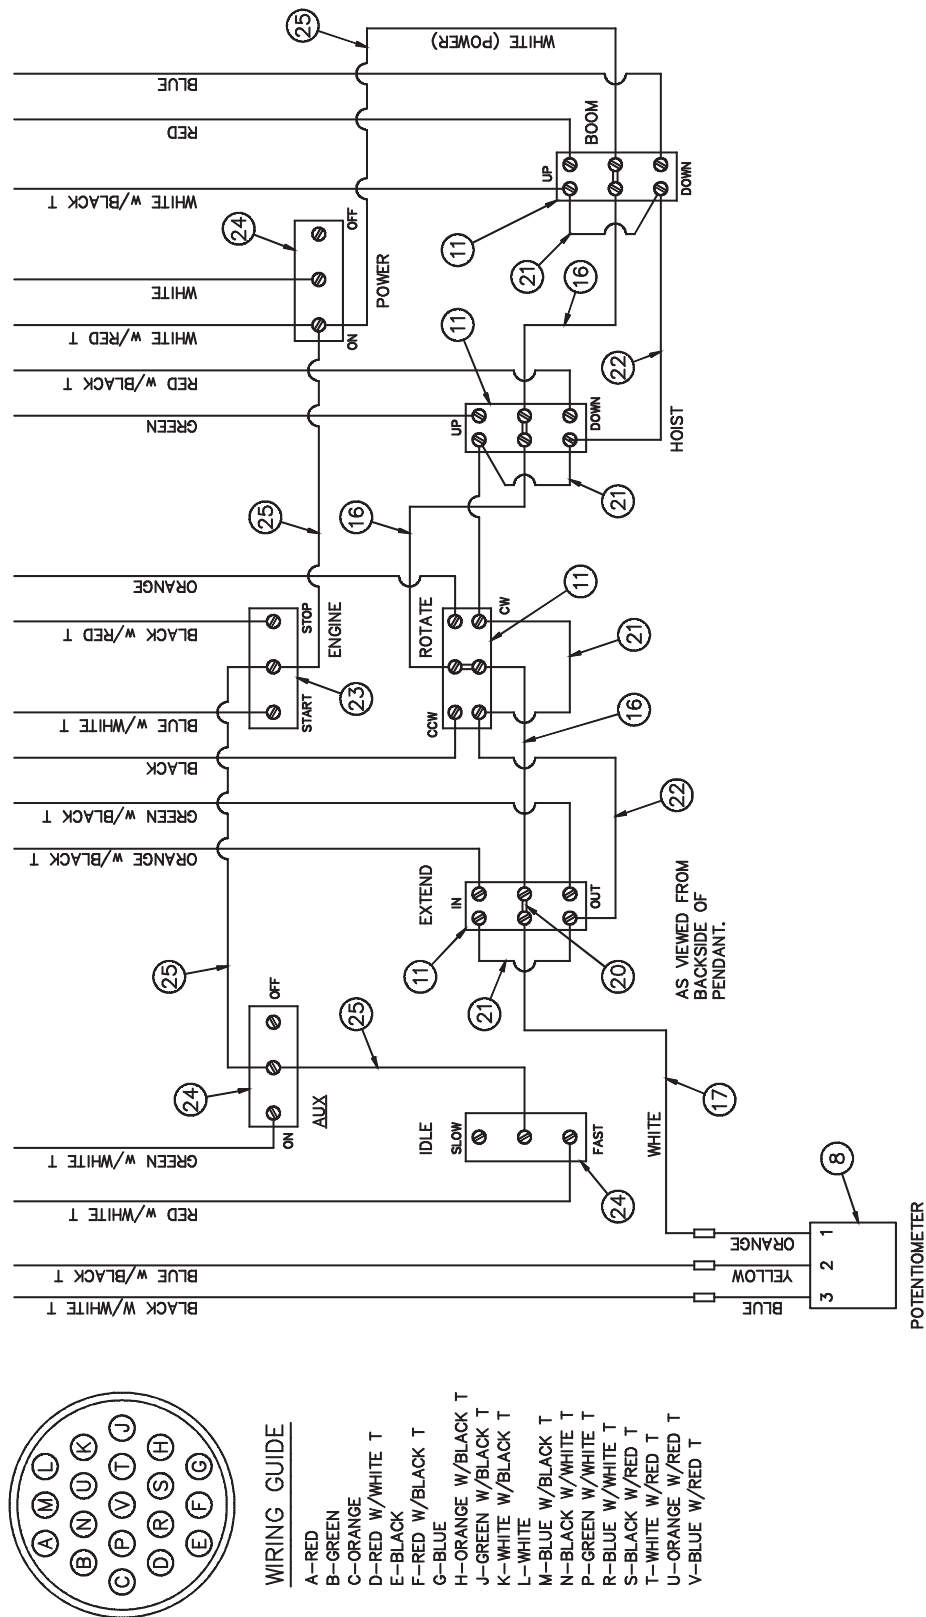 A
M
L
B
N
U
K
C
P
V
T
J
D
R
S
H
E
F
G
WIRING GUIDE
A–RED
B–GREEN
C–ORANGE
D–RED W/WHITE T
E–BLACK
F–RED W/BLACK T
G–BLUE
H–ORANGE W/BLACK T
J–GREEN W/BLACK T
K–WHITE W/BLACK T
L–WHITE
M–BLUE W/BLACK T
N–BLACK W/WHITE T
P–GREEN W/WHITE T
R–BLUE W/WHITE T
S–BLACK W/RED T
T–WHITE W/RED T
U–ORANGE W/RED T
V–BLUE W/RED T
BLACK W/WHITE T
BLUE w/BLACK T
RED w/WHITE T
GREEN w/WHITE T
ORANGE w/BLACK T
GREEN w/BLACK T
BLACK
BLUE w/WHITE T
BLACK w/RED T
ORANGE
GREEN
RED w/BLACK T
WHITE w/RED T
WHITE
WHITE w/BLACK T
RED
BLUE
WHITE (POWER)
25
24
ON
OFF
AUX
25
25
23
START
STOP
ENGINE
25
24
ON
OFF
POWER
IDLE
SLOW
FAST
24
EXTEND
IN
OUT
11
21
20
ROTATE
CCW
CW
11
16
21
16
22
HOIST
UP
DOWN
11
21
16
22
BOOM
UP
DOWN
11
21
WHITE
17
AS VIEWED FROM
BACKSIDE OF
PENDANT.
BLUE
YELLOW
ORANGE
3
2
1
8
POTENTIOMETER